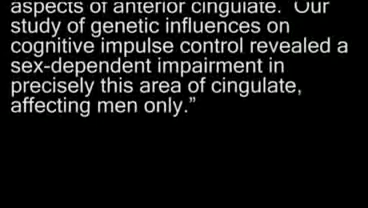 aspects of anterior cingulate. "Our
study of genetic influences on
cognitive impulse control revealed a
sex-dependent impairment in
precisely this area of cingulate,
affecting men only.”